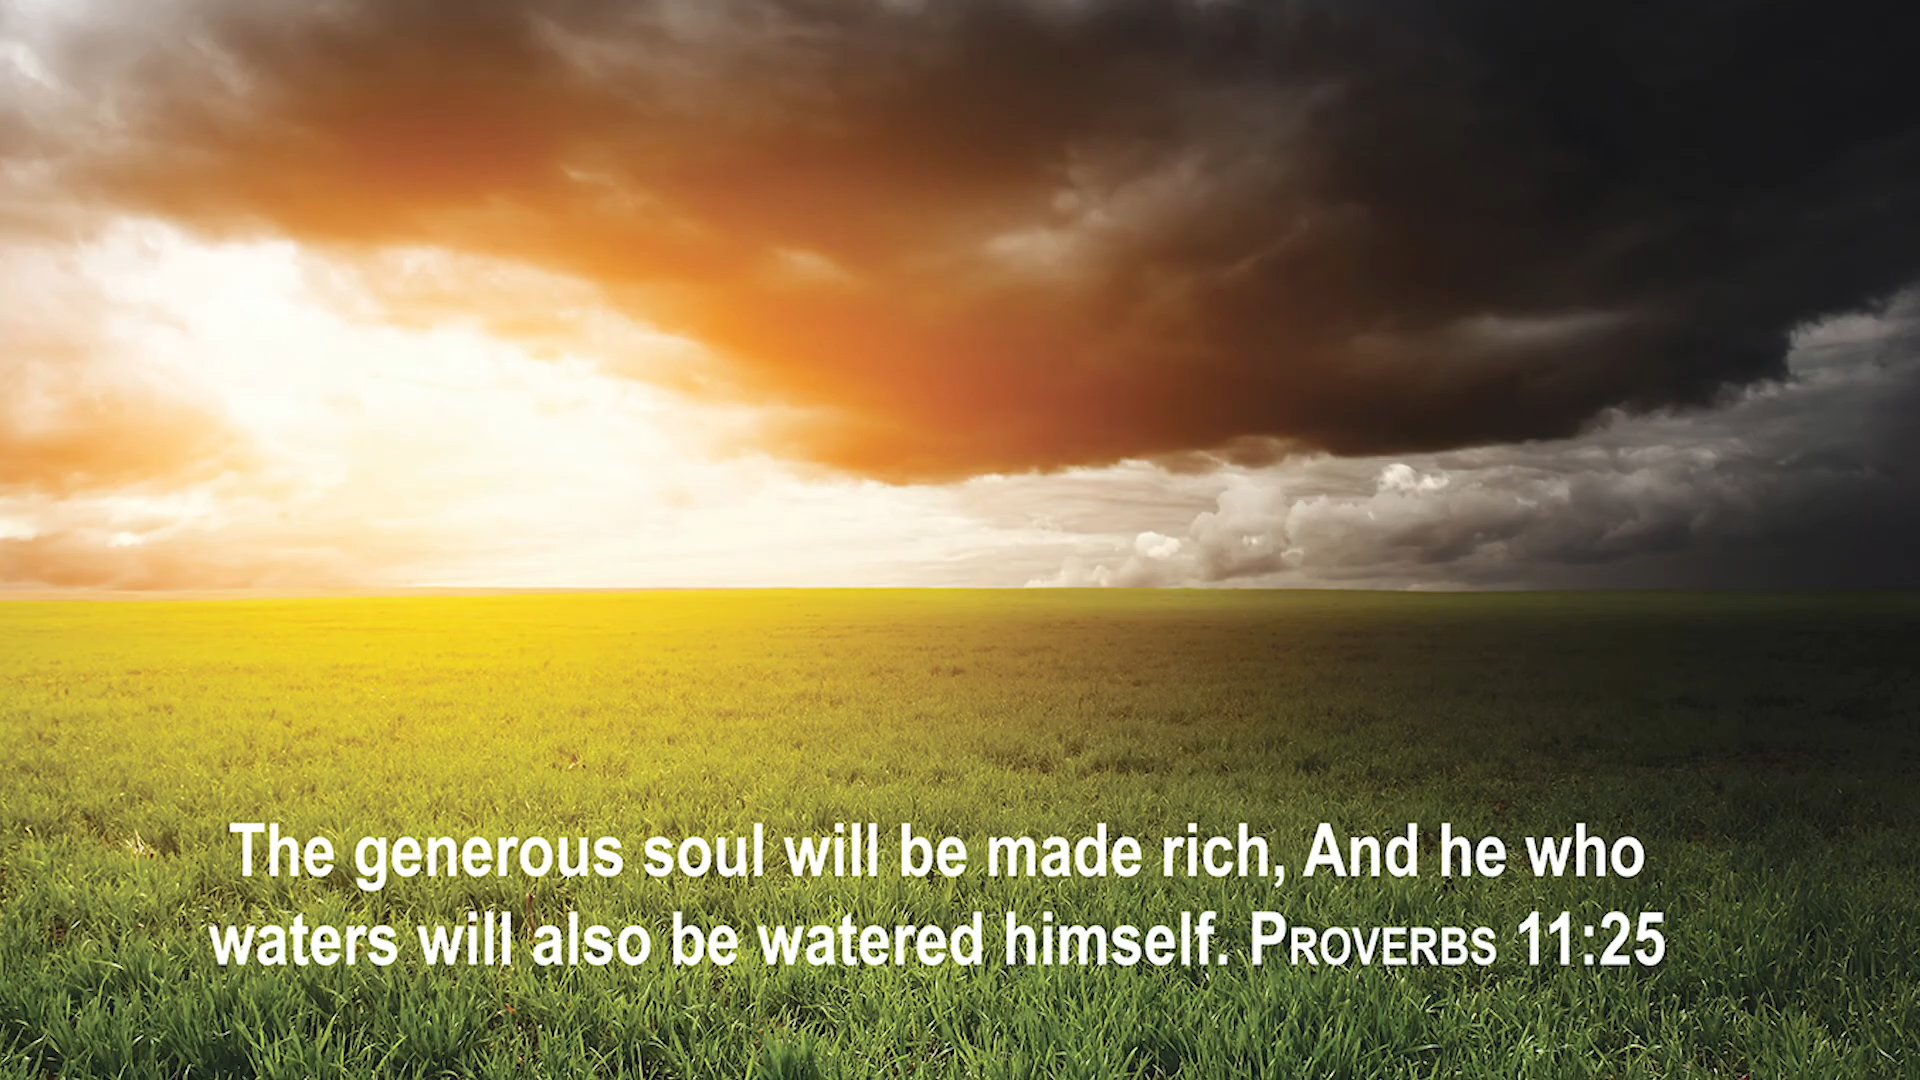 The generous soul will be made rich, And he who
waters will also be watered himself. PROVERBS 11:25